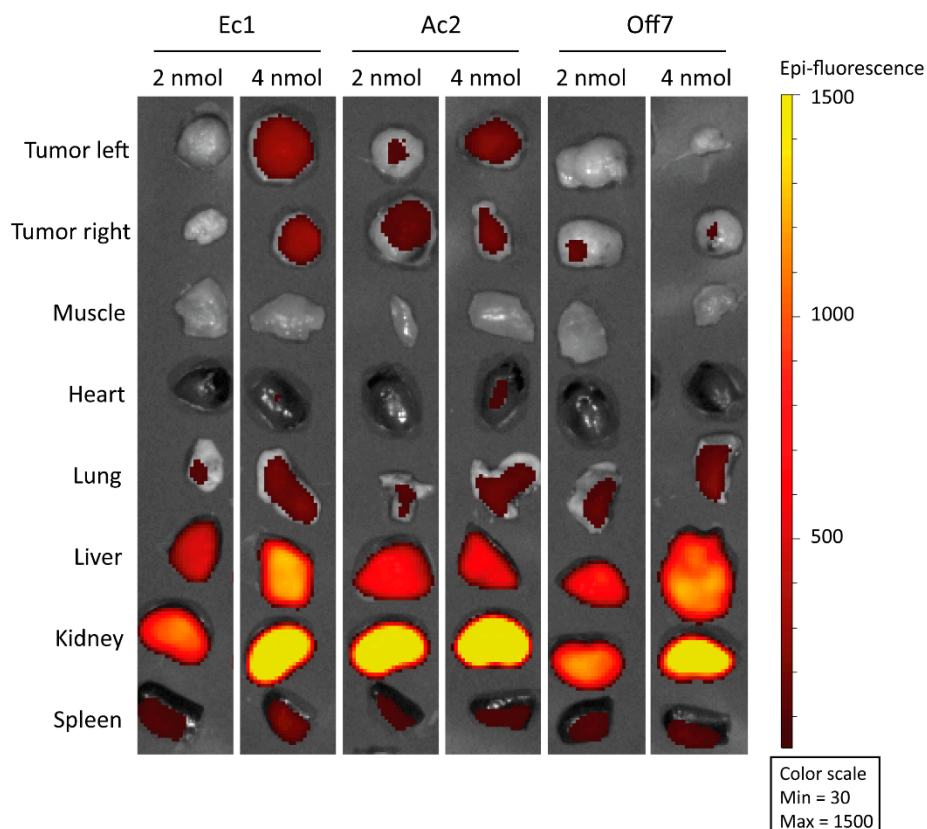 Ec1 Ac2 Off7
2 nmol 4 nmol 2 nmol 4 nmol 2 nmol 4 nmol
Epi-fluorescence
1500
Tumor left
Tumor right
Muscle
1000
Heart
Lung
500
Liver
Kidney
Spleen
Color scale
Min = 30
Max = 1500